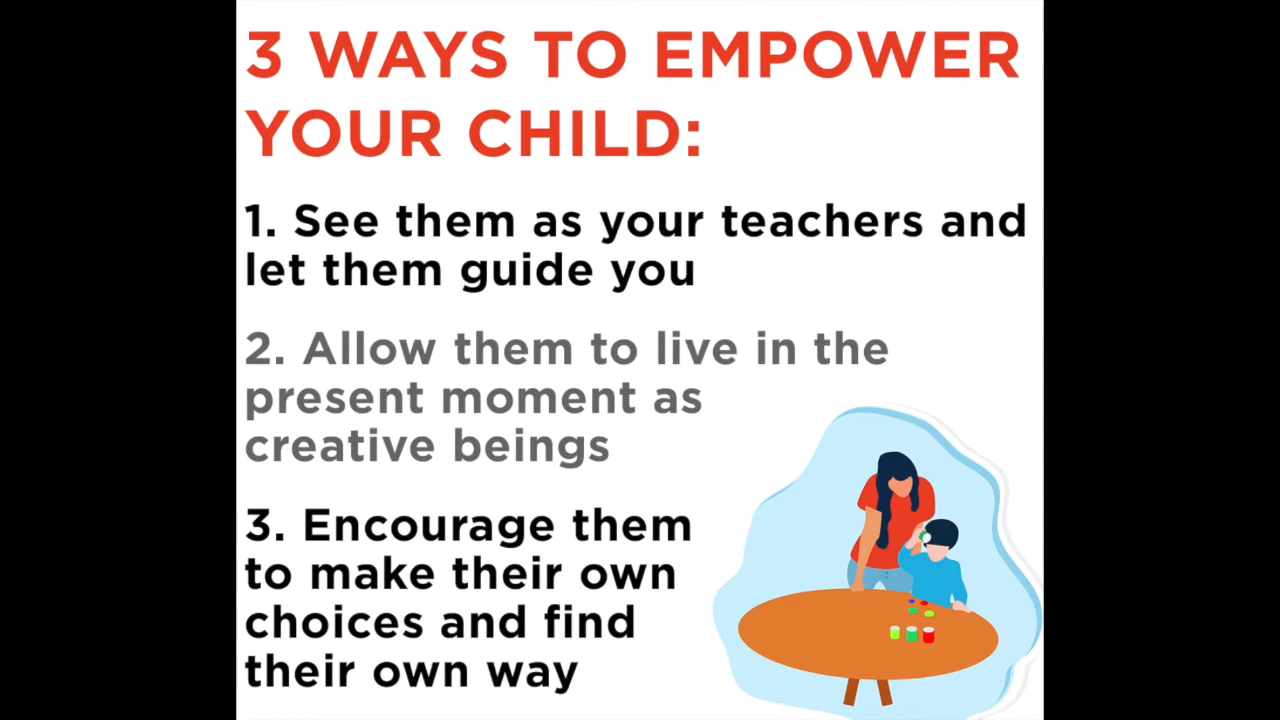 3 WAYS TO EMPOWER
YOUR CHILD:
1. See them as your teachers and
let them guide you
2. Allow them to live in the
present moment as
creative beings
3. Encourage them
to make their own
choices and find
their own way